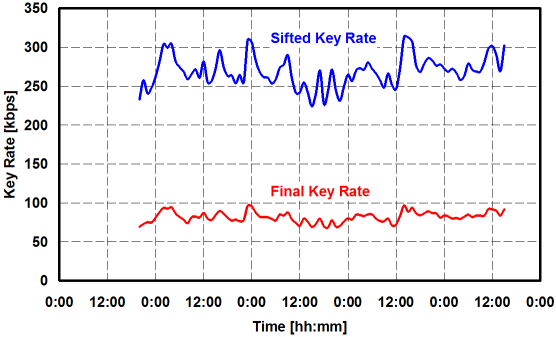 350
300
250
200
150
100
50
0
Key Rate [kbps]
Sifted Key Rate
Final Key Rate
0:00 12:00 0:00 12:00 0:00 12:00 0:00 12:00 0:00 12:00 0:00
Time [hh:mm]